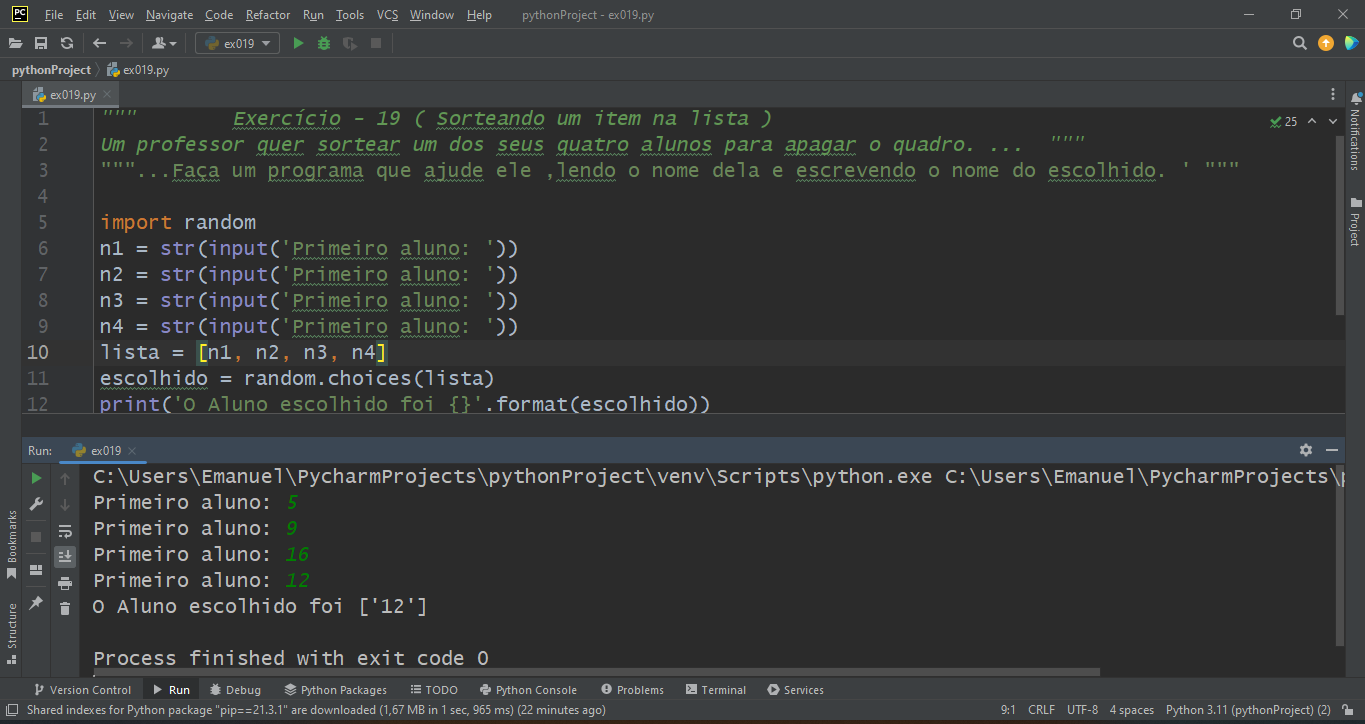 PC File Edit View Navigate Code Refactor Run Tools VCS Window Help pythonProject - ex019.py
ex019
pythonProject ex019.py
ex019.py
1 """ Exercício - 19 ( Sorteando um item na lista )
25
2 Um professor quer sortear um dos seus quatro alunos para apagar o quadro. ... """
3 """...Faça um programa que ajude ele ,lendo o nome dela e escrevendo o nome do escolhido. ' """
4
5 import random
6 n1 = str(input('Primeiro aluno: '))
7 n2 = str(input('Primeiro aluno: '))
8 n3 = str(input('Primeiro aluno: '))
9 n4 = str(input('Primeiro aluno: '))
10 lista = [n1, n2, n3, n4]
11 escolhido = random.choices(lista)
12 print('O Aluno escolhido foi {}'.format(escolhido))
Notifications
Project
Run: ex019
C:\Users\Emanuel\PycharmProjects\pythonProject\venv\Scripts\python.exe C:\Users\Emanuel\PycharmProjects\p
Primeiro aluno: 5
Primeiro aluno: 9
Primeiro aluno: 16
Primeiro aluno: 12
O Aluno escolhido foi ['12']
Process finished with exit code 0
Bookmarks
Structure
Version Control Run Debug Python Packages TODO Python Console Problems Terminal Services
Shared indexes for Python package "pip==21.3.1" are downloaded (1,67 MB in 1 sec, 965 ms) (22 minutes ago) 9:1 CRLF UTF-8 4 spaces Python 3.11 (pythonProject) (2)